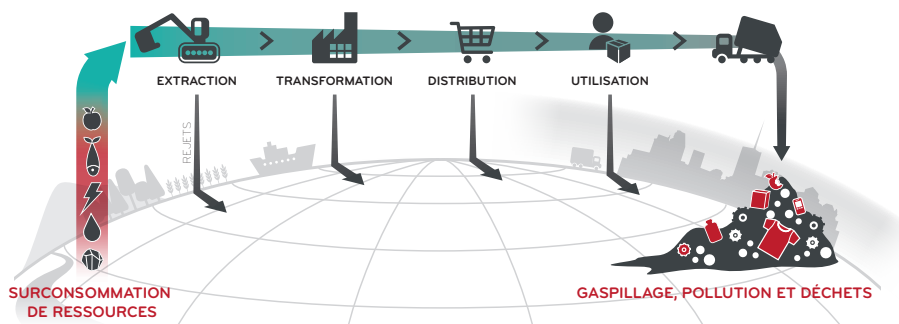 EXTRACTION
TRANSFORMATION
DISTRIBUTION
UTILISATION
REJETS
SURCONSOMMATION
DE RESSOURCES
GASPILLAGE, POLLUTION ET DÉCHETS